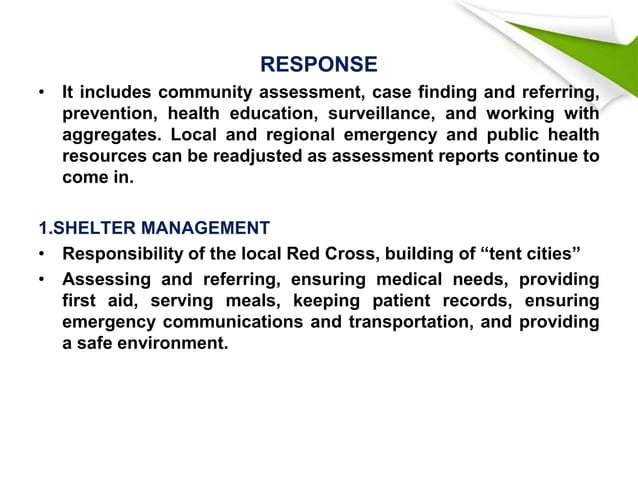 RESPONSE
• It includes community assessment, case finding and referring,
prevention, health education, surveillance, and working with
aggregates. Local and regional emergency and public health
resources can be readjusted as assessment reports continue to
come in.
1.SHELTER MANAGEMENT
• Responsibility of the local Red Cross, building of “tent cities”
• Assessing and referring, ensuring medical needs, providing
first aid, serving meals, keeping patient records, ensuring
emergency communications and transportation, and providing
a safe environment.